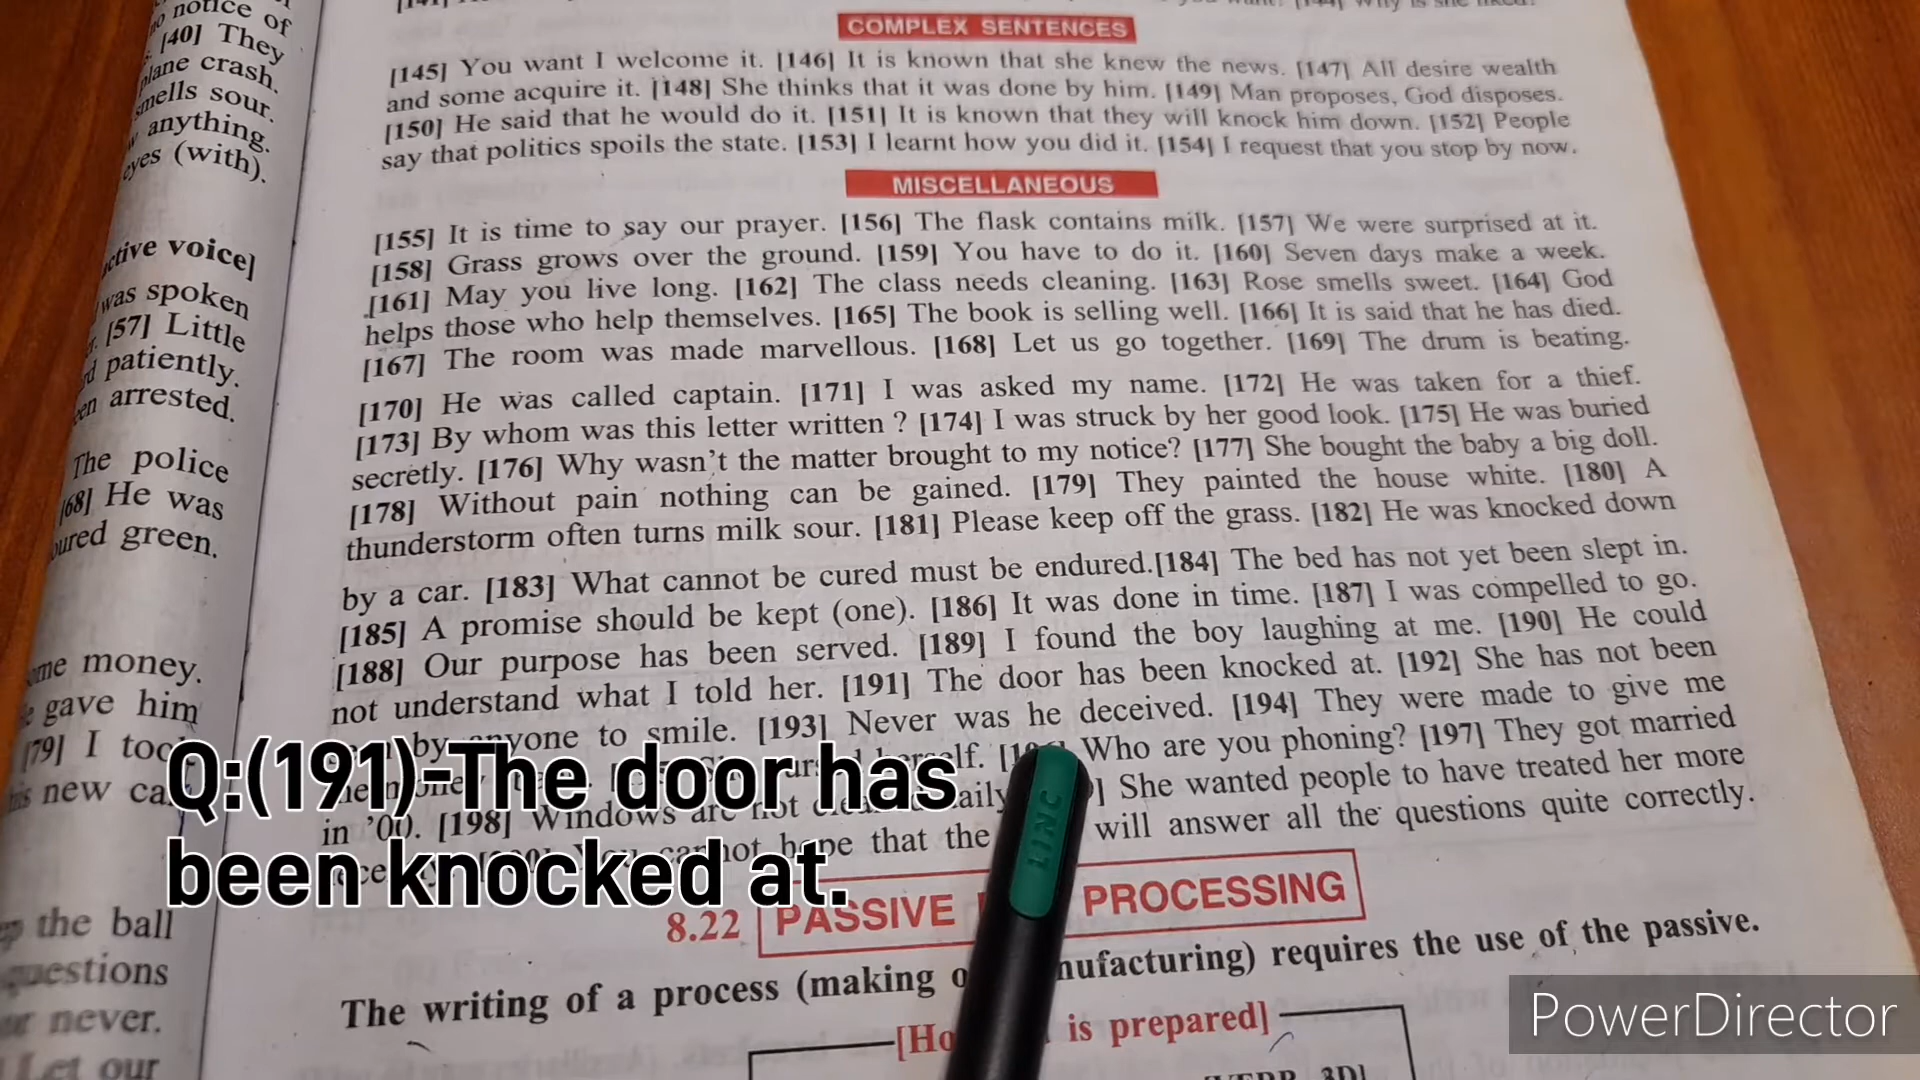 no notice of
[40] They
plane crash.
smells sour.
anything.
eyes (with).
active voice]
was spoken
[57] Little
patiently.
arrested.
The police
[68] He was
green.
money.
gave him
[79] I
new
the ball
questions
never.
Let our
COMPLEX SENTENCES
[145] You want I welcome it. [146] It is known that she knew the news. [147] All desire wealth
and some acquire it. [148] She thinks that it was done by him. [149] Man proposes, God disposes.
[150] He said that he would do it. [151] It is known that they will knock him down. [152] People
say that politics spoils the state. [153] I learnt how you did it. [154] I request that you stop by now.
MISCELLANEOUS
[155] It is time to say our prayer. [156] The flask contains milk. [157] We were surprised at it.
[158] Grass grows over the ground. [159] You have to do it. [160] Seven days make a week.
[161] May you live long. [162] The class needs cleaning. [163] Rose smells sweet. [164] God
helps those who help themselves. [165] The book is selling well. [166] It is said that he has died.
[167] The room was made marvellous. [168] Let us go together. [169] The drum is beating.
[170] He was called captain. [171] I was asked my name. [172] He was taken for a thief.
[173] By whom was this letter written ? [174] I was struck by her good look. [175] He was buried
secretly. [176] Why wasn't the matter brought to my notice? [177] She bought the baby a big doll.
[178] Without pain nothing can be gained. [179] They painted the house white. [180] A
thunderstorm often turns milk sour. [181] Please keep off the grass. [182] He was knocked down
by a car. [183] What cannot be cured must be endured.[184] The bed has not yet been slept in.
[185] A promise should be kept (one). [186] It was done in time. [187] I was compelled to go.
[188] Our purpose has been served. [189] I found the boy laughing at me. [190] He could
not understand what I told her. [191] The door has been knocked at. [192] She has not been
by anyone to smile. [193] Never was he deceived. [194] They were made to give me
herself. Who are you phoning? [197] They got married
in '00. [198] Windows are not daily She wanted people to have treated her more
hope that the will answer all the questions quite correctly.
Q:(191)-The door has
been knocked at.
8.22 PASSIVE PROCESSING
The writing of a process (making requires the use of the passive.
is prepared]
LINC
PowerDirector